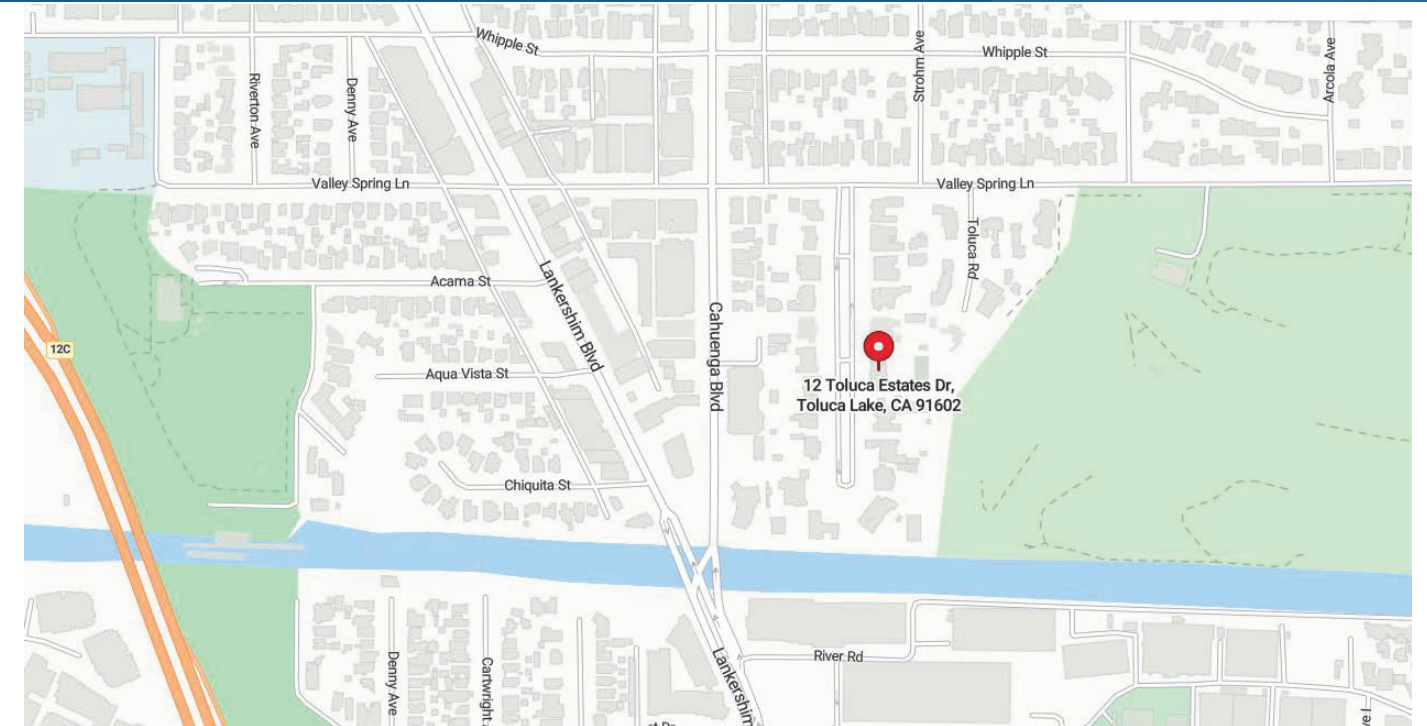 Whipple St
Whipple St
Strohm Ave
Arcola Ave
Riverton Ave
Denny Ave
Valley Spring Ln
Valley Spring Ln
Toluca Rd
Acama St
Lankershim Blvd
Cahuenga Blvd
12C
Aqua Vista St
12 Toluca Estates Dr,
Toluca Lake, CA 91602
Chiquita St
River Rd
Denny Ave
Cartwright
Lankershim